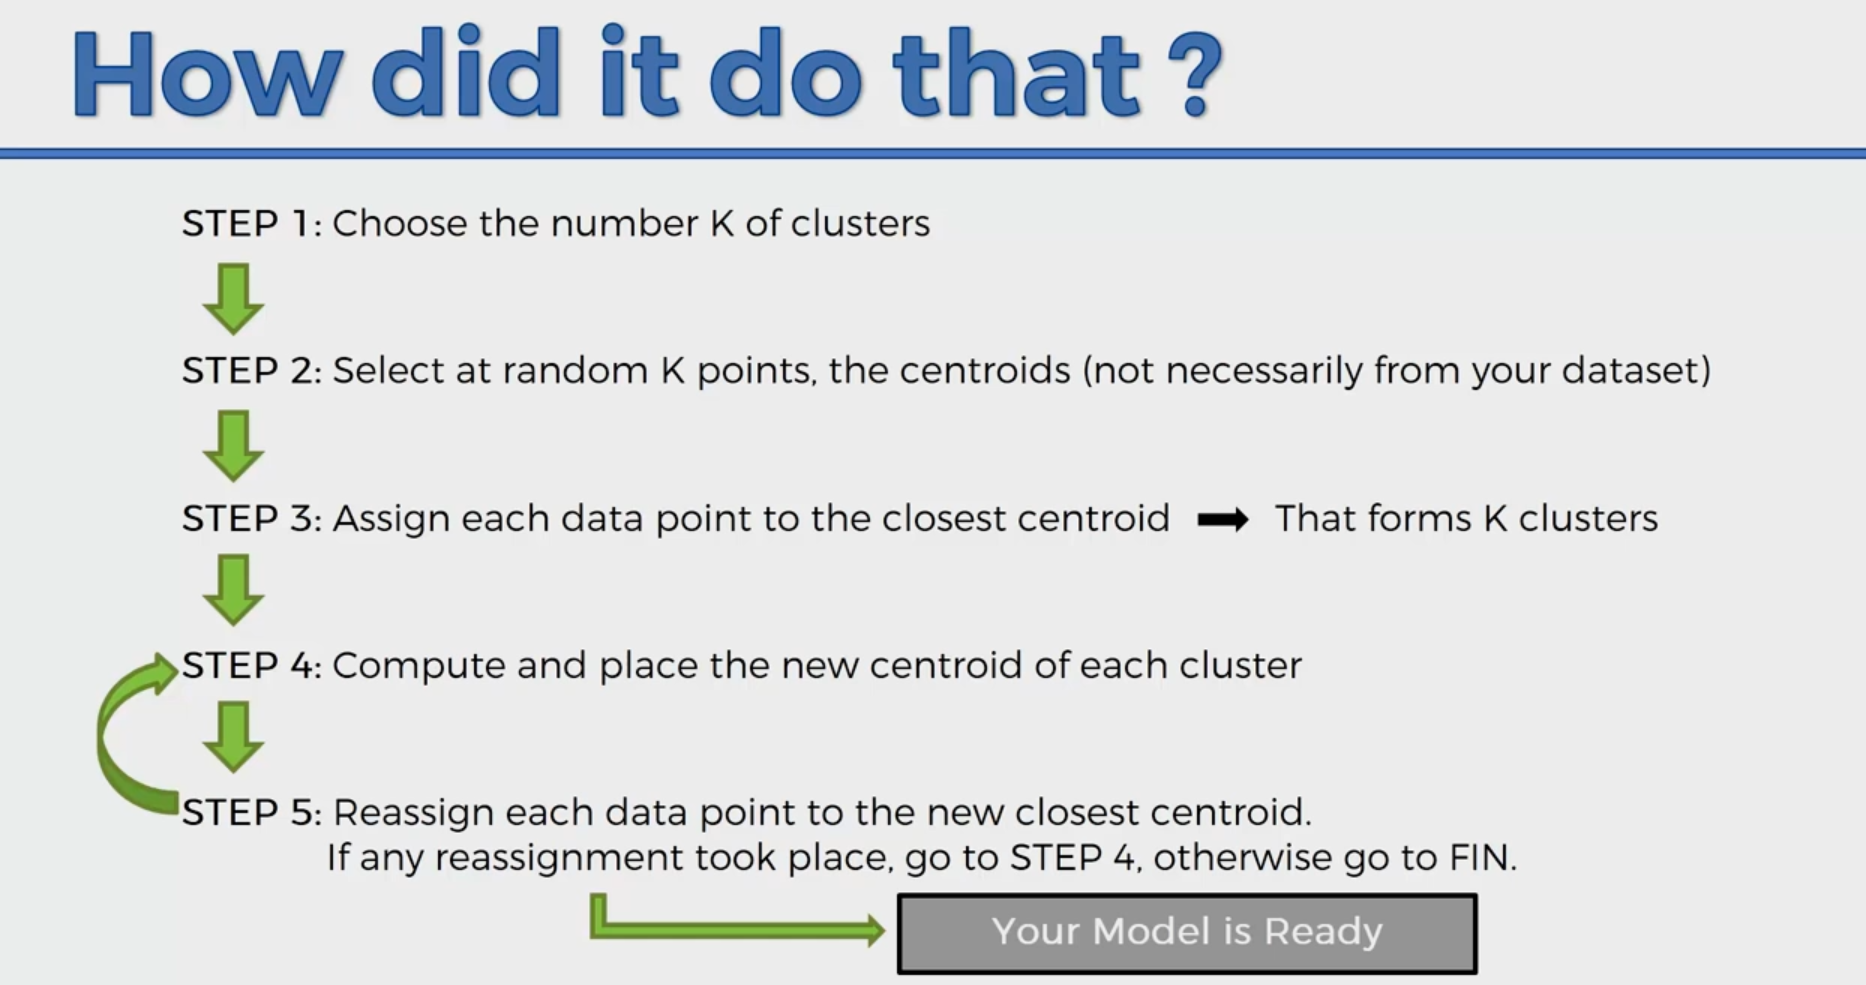 How did it do that ?
STEP 1: Choose the number K of clusters
STEP 2: Select at random K points, the centroids (not necessarily from your dataset)
STEP 3: Assign each data point to the closest centroid ➡ That forms K clusters
STEP 4: Compute and place the new centroid of each cluster
STEP 5: Reassign each data point to the new closest centroid.
If any reassignment took place, go to STEP 4, otherwise go to FIN.
Your Model is Ready